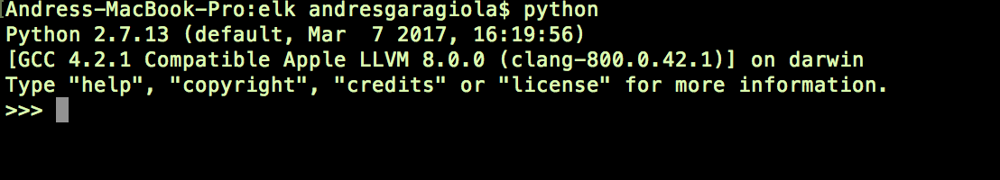 [Andress-MacBook-Pro:elk andresgaragiola$ python
Python 2.7.13 (default, Mar  7 2017, 16:19:56)
[GCC 4.2.1 Compatible Apple LLVM 8.0.0 (clang-800.0.42.1)] on darwin
Type "help", "copyright", "credits" or "license" for more information.
>>>